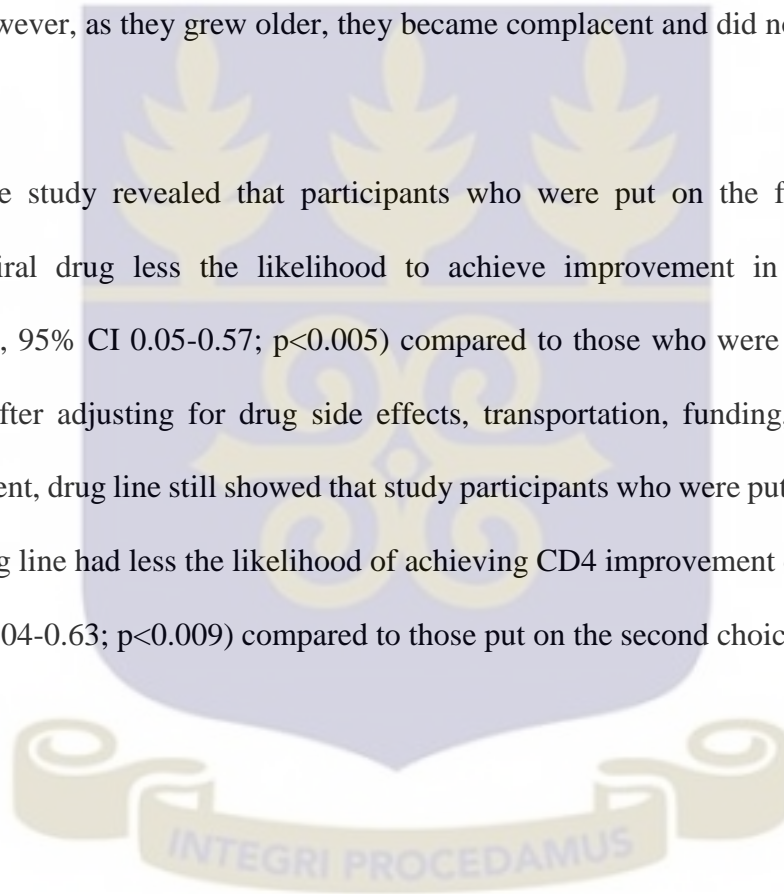 wever, as they grew older, they became complacent and did n
e study revealed that participants who were put on the f
iral drug less the likelihood to achieve improvement in
, 95% CI 0.05-0.57; p<0.005) compared to those who were
fter adjusting for drug side effects, transportation, funding
ent, drug line still showed that study participants who were put
g line had less the likelihood of achieving CD4 improvement
04-0.63; p<0.009) compared to those put on the second choic
INTEGRI PROCEDAMUS